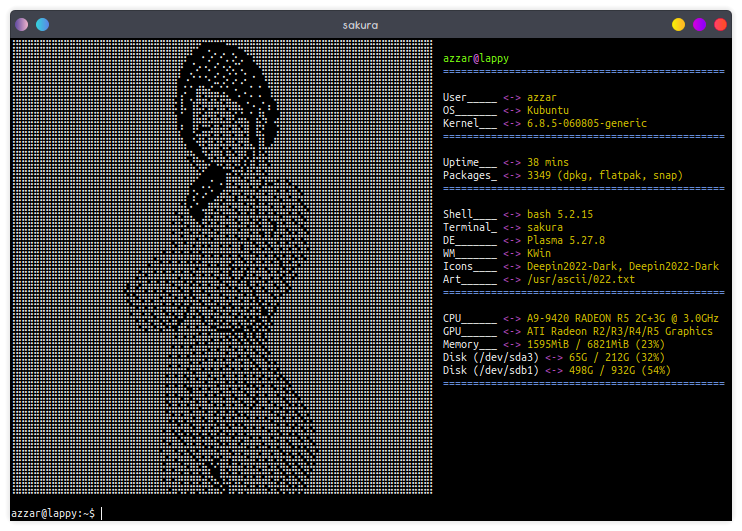 sakura
azzar@lappy
===============================================
User_____ <-> azzar
OS_______ <-> Kubuntu
Kernel___ <-> 6.8.5-060805-generic
===============================================
Uptime___ <-> 38 mins
Packages_ <-> 3349 (dpkg, flatpak, snap)
===============================================
Shell____ <-> bash 5.2.15
Terminal_ <-> sakura
DE_______ <-> Plasma 5.27.8
WM_______ <-> KWin
Icons____ <-> Deepin2022-Dark, Deepin2022-Dark
Art______ <-> /usr/ascii/022.txt
===============================================
CPU______ <-> A9-9420 RADEON R5 2C+3G @ 3.0GHz
GPU______ <-> ATI Radeon R2/R3/R4/R5 Graphics
Memory___ <-> 1595MiB / 6821MiB (23%)
Disk (/dev/sda3) <-> 65G / 212G (32%)
Disk (/dev/sdb1) <-> 498G / 932G (54%)
===============================================
azzar@lappy:~$